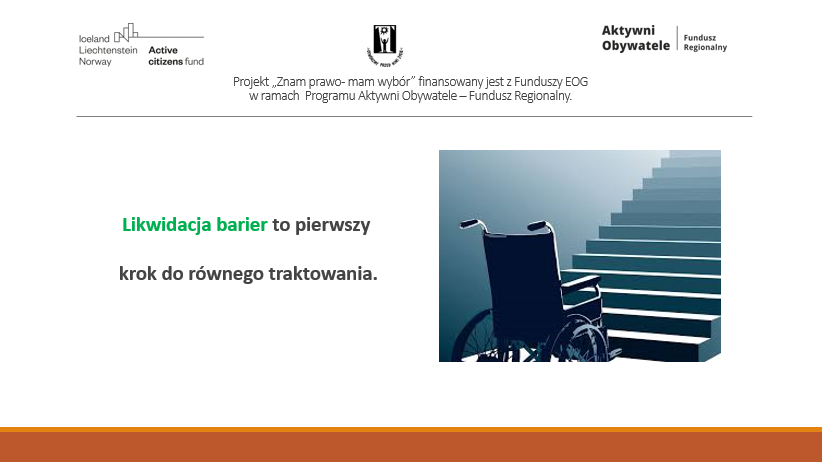 Iceland
Liechtenstein Active
Norway citizens fund
Aktywni Fundusz
Obywatele Regionalny
Projekt „Znam prawo- mam wybór” finansowany jest z Funduszy EOG
w ramach Programu Aktywni Obywatele – Fundusz Regionalny.
Likwidacja barier to pierwszy
krok do równego traktowania.